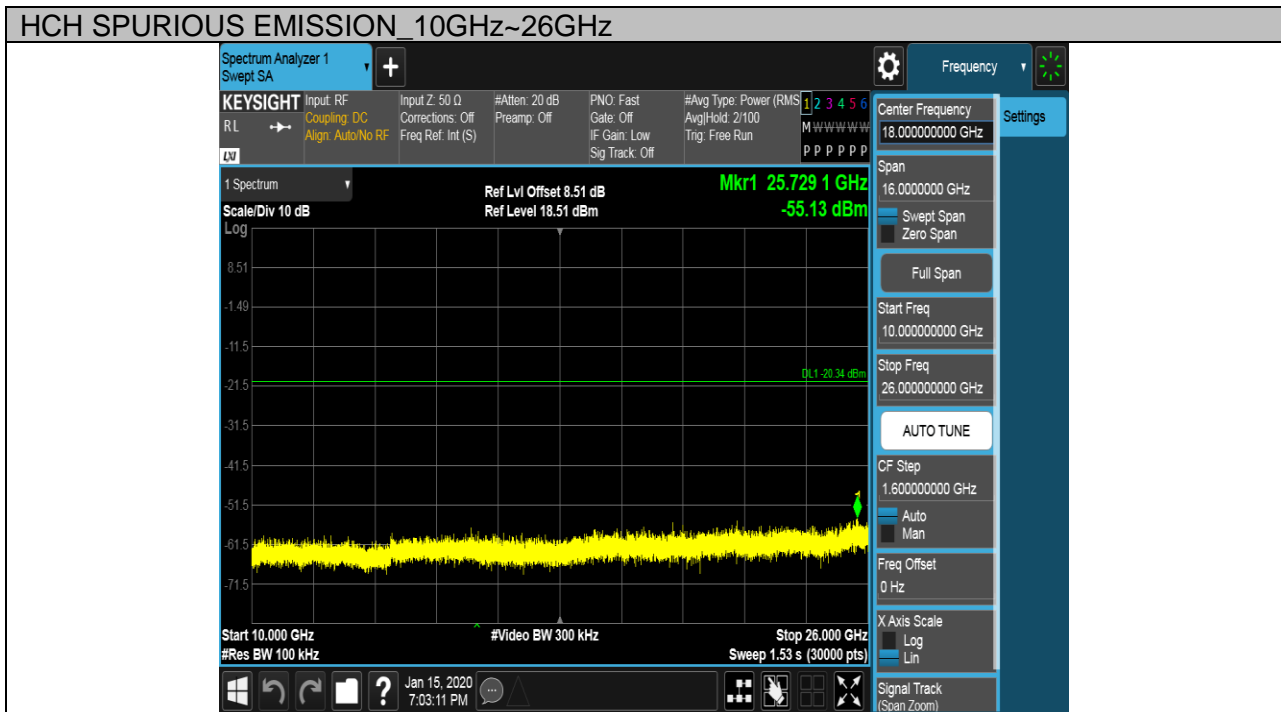 HCH SPURIOUS EMISSION_10GHz~26GHz
Spectrum Analyzer 1
Swept SA
+
Frequency
KEYSIGHT
RL
LXI
Input: RF
Coupling: DC
Align: Auto/No RF
Input Z: 50 Ω
Corrections: Off
Freq Ref: Int (S)
#Atten: 20 dB
Preamp: Off
PNO: Fast
Gate: Off
IF Gain: Low
Sig Track: Off
#Avg Type: Power (RMS
Avg|Hold: 2/100
Trig: Free Run
1 2 3 4 5 6
M W W W W W
P P P P P P
1 Spectrum
Scale/Div 10 dB
Log
Ref Lvl Offset 8.51 dB
Ref Level 18.51 dBm
Mkr1 25.729 1 GHz
-55.13 dBm
8.51
-1.49
-11.5
-21.5
-31.5
-41.5
-51.5
-61.5
-71.5
DL1 -20.34 dBm
1
Start 10.000 GHz
#Res BW 100 kHz
#Video BW 300 kHz
Stop 26.000 GHz
Sweep 1.53 s (30000 pts)
?
Jan 15, 2020
7:03:11 PM
Center Frequency
18.000000000 GHz
Settings
Span
16.0000000 GHz
Swept Span
Zero Span
Full Span
Start Freq
10.000000000 GHz
Stop Freq
26.000000000 GHz
AUTO TUNE
CF Step
1.600000000 GHz
Auto
Man
Freq Offset
0 Hz
X Axis Scale
Log
Lin
Signal Track
(Span Zoom)